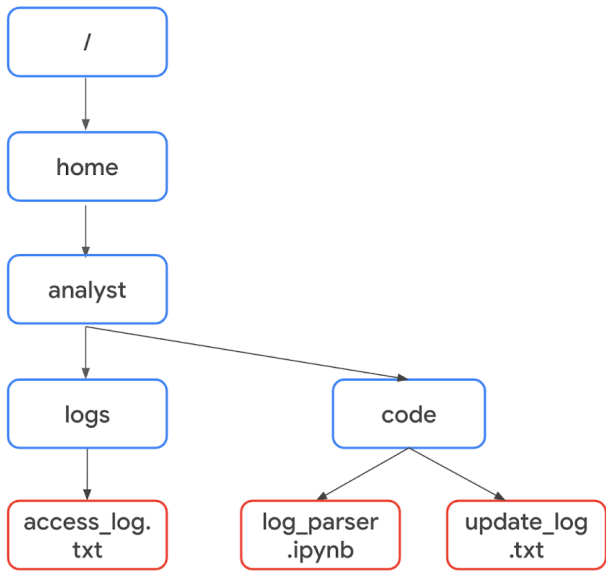 /
home
analyst
logs
code
access_log.
txt
log_parser
.ipynb
update_log
.txt